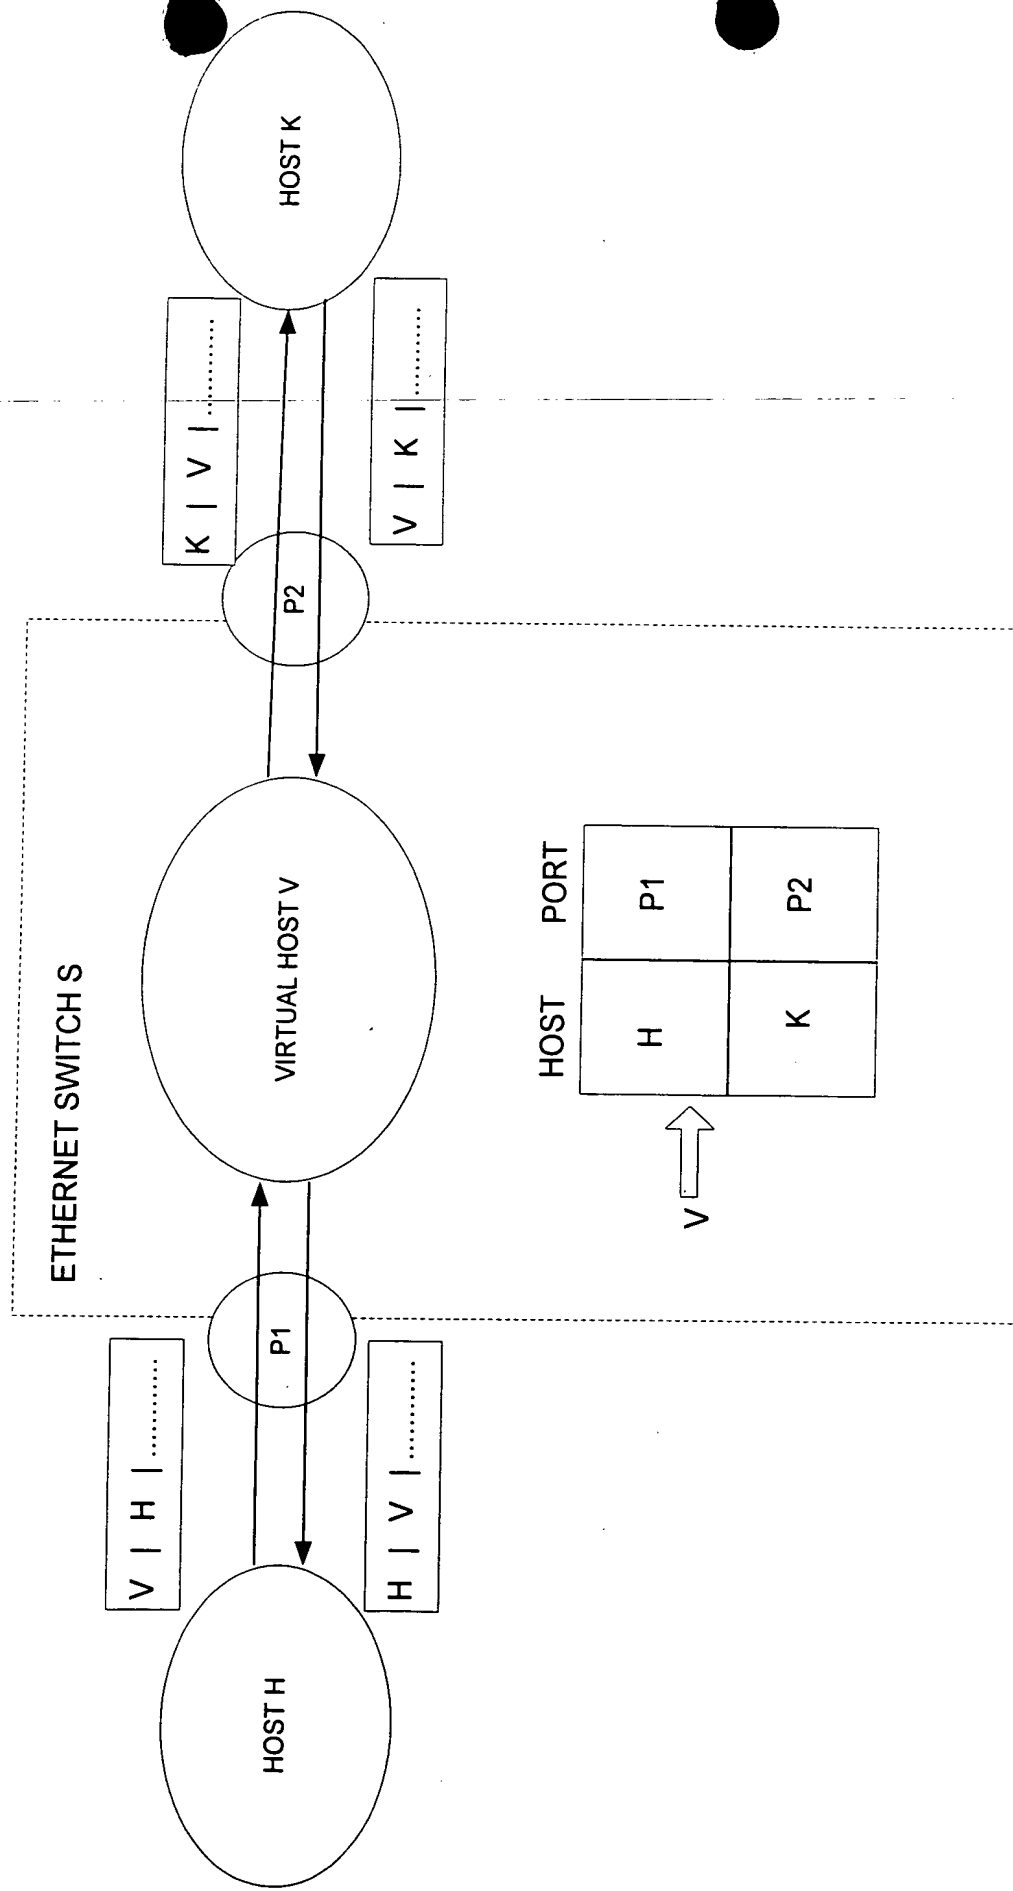 ETHERNET SWITCH S
V | H |...........
K | V |...........
HOST H
P1
VIRTUAL HOST V
P2
HOST K
H | V |...........
V | K |...........
HOST PORT
V
H P1
K P2